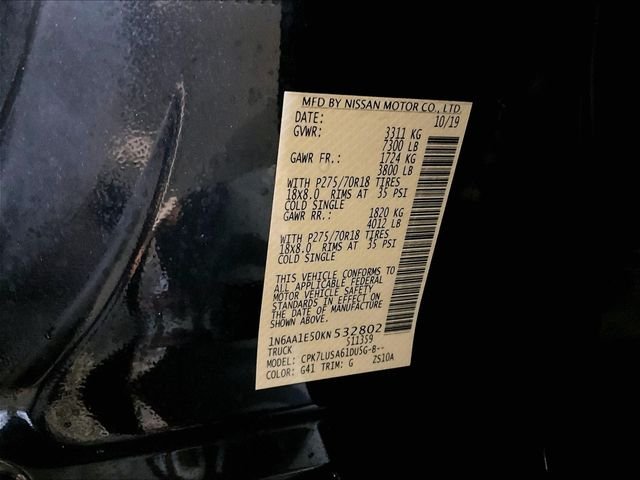 MFD BY NISSAN MOTOR CO., LTD.
DATE: 10/19
GVWR: 3311 KG
7300 LB
GAWR FR.: 1724 KG
3800 LB
WITH P275/70R18 TIRES
18X8.0 RIMS AT 35 PSI
COLD SINGLE
GAWR RR.: 1820 KG
4012 LB
WITH P275/70R18 TIRES
18X8.0 RIMS AT 35 PSI
COLD SINGLE
THIS VEHICLE CONFORMS TO
ALL APPLICABLE FEDERAL
MOTOR VEHICLE SAFETY
STANDARDS IN EFFECT ON
THE DATE OF MANUFACTURE
SHOWN ABOVE.
1N6AA1E50KN532802
TRUCK 511359
MODEL: CPK7LUSA61DUSG-B--
COLOR: G41 TRIM: G ZS10A